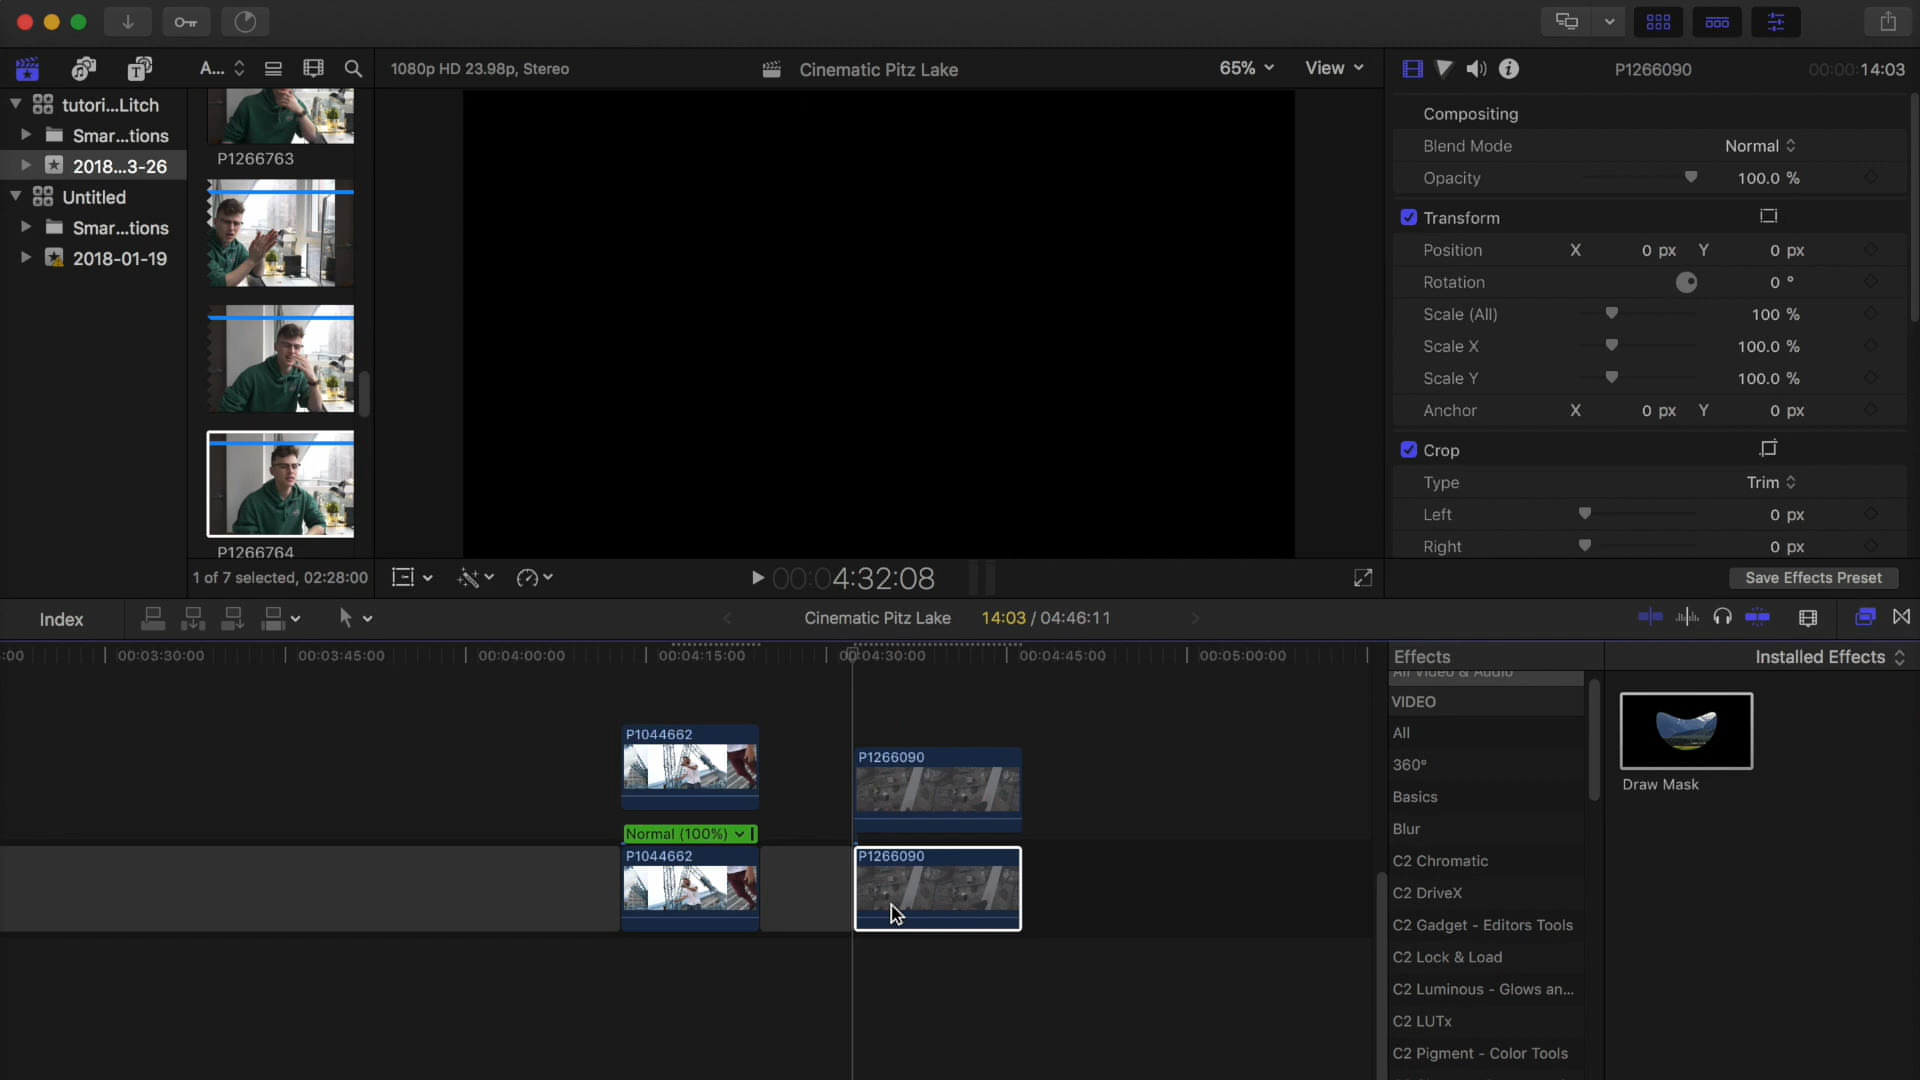 A...
1080p HD 23.98p, Stereo
Cinematic Pitz Lake
65%
View
P1266090
00:00:14:03
tutori...Litch
Smar...tions
2018...3-26
Untitled
Smar...tions
2018-01-19
P1266763
P1266764
1 of 7 selected, 02:28:00
00:04:32:08
Compositing
Blend Mode
Normal
Opacity
100.0 %
Transform
Position X 0 px Y 0 px
Rotation 0 °
Scale (All) 100 %
Scale X 100.0 %
Scale Y 100.0 %
Anchor X 0 px Y 0 px
Crop
Type Trim
Left 0 px
Right 0 px
Save Effects Preset
Index
Cinematic Pitz Lake
14:03 / 04:46:11
:00
00:03:30:00
00:03:45:00
00:04:00:00
00:04:15:00
00:04:30:00
00:04:45:00
00:05:00:00
P1044662
Normal (100%)
P1044662
P1266090
P1266090
Effects
Installed Effects
All Video & Audio
VIDEO
All
360°
Basics
Blur
C2 Chromatic
C2 DriveX
C2 Gadget - Editors Tools
C2 Lock & Load
C2 Luminous - Glows an...
C2 LUTx
C2 Pigment - Color Tools
Draw Mask